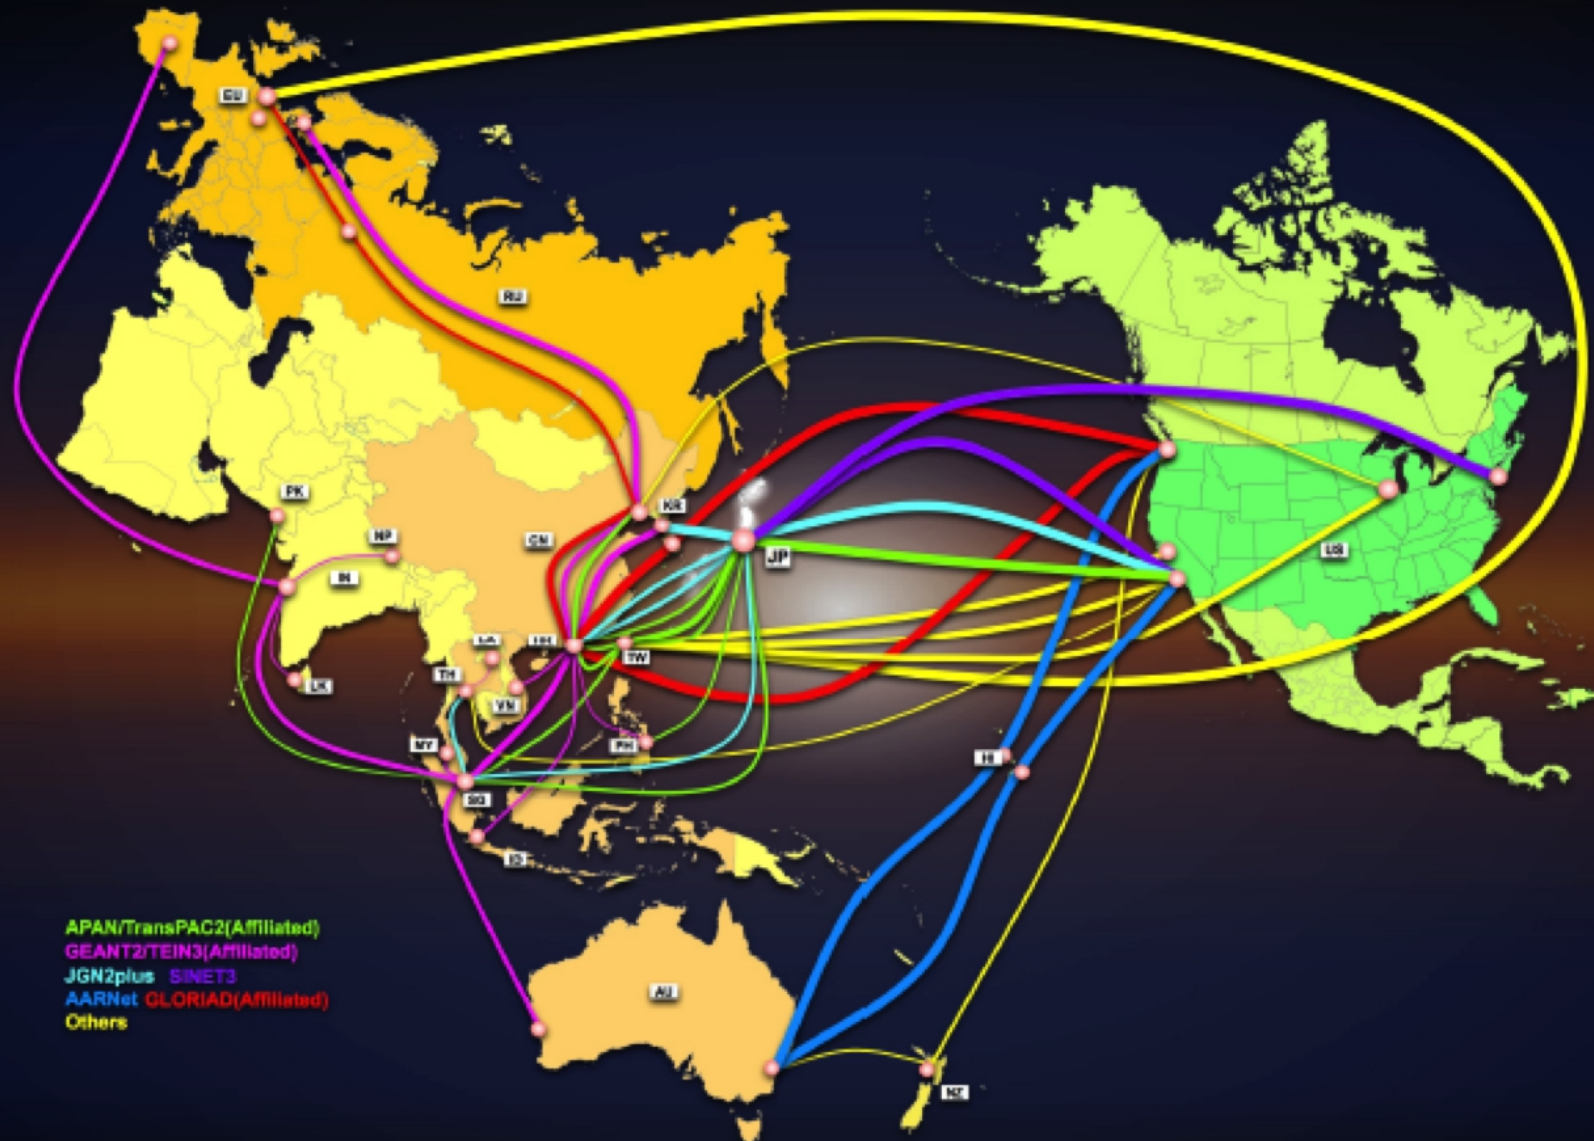 EU
RU
PK
KR
NP
CN
IN
JP
US
LA
HK
TW
TH
LK
VN
MY
PH
HI
SG
ID
AU
APAN/TransPAC2(Affiliated)
GEANT2/TEIN3(Affiliated)
JGN2plus SINET3
AARNet GLORIAD(Affiliated)
Others
NZ